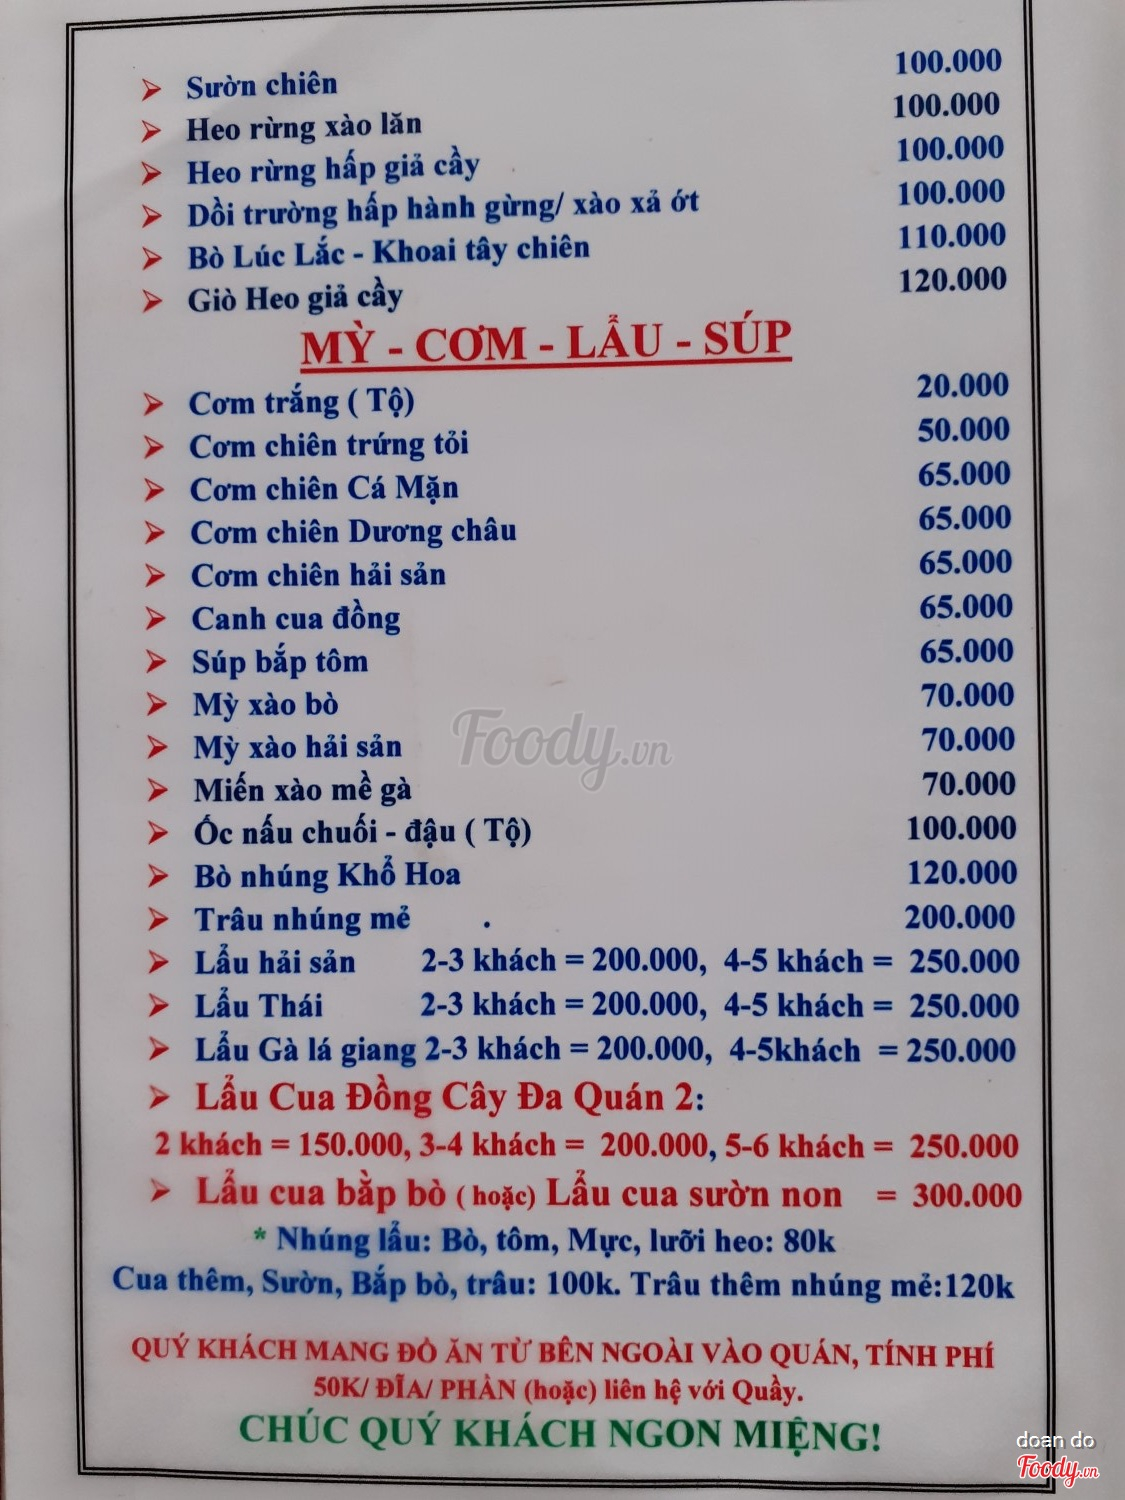 Sườn chiên 100.000
Heo rừng xào lăn 100.000
Heo rừng hấp giả cầy 100.000
Dồi trường hấp hành gừng/ xào xả ớt 100.000
Bò Lúc Lắc - Khoai tây chiên 110.000
Giò Heo giả cầy 120.000
MỲ - CƠM - LẨU - SÚP
Cơm trắng ( Tộ) 20.000
Cơm chiên trứng tỏi 50.000
Cơm chiên Cá Mặn 65.000
Cơm chiên Dương châu 65.000
Cơm chiên hải sản 65.000
Canh cua đồng 65.000
Súp bắp tôm 65.000
Mỳ xào bò 70.000
Mỳ xào hải sản 70.000
Miến xào mề gà 70.000
Ốc nấu chuối - đậu ( Tộ) 100.000
Bò nhúng Khổ Hoa 120.000
Trâu nhúng mẻ . 200.000
Lẩu hải sản 2-3 khách = 200.000, 4-5 khách = 250.000
Lẩu Thái 2-3 khách = 200.000, 4-5 khách = 250.000
Lẩu Gà lá giang 2-3 khách = 200.000, 4-5khách = 250.000
Lẩu Cua Đồng Cây Đa Quán 2:
2 khách = 150.000, 3-4 khách = 200.000, 5-6 khách = 250.000
Lẩu cua bằp bò ( hoặc) Lẩu cua sườn non = 300.000
* Nhúng lẩu: Bò, tôm, Mực, lưỡi heo: 80k
Cua thêm, Sườn, Bắp bò, trâu: 100k. Trâu thêm nhúng mẻ:120k
QUÝ KHÁCH MANG ĐỒ ĂN TỪ BÊN NGOÀI VÀO QUÁN, TÍNH PHÍ
50K/ ĐĨA/ PHẦN (hoặc) liên hệ với Quầy.
CHÚC QUÝ KHÁCH NGON MIỆNG!
Foody.vn
doan do
Foody.vn